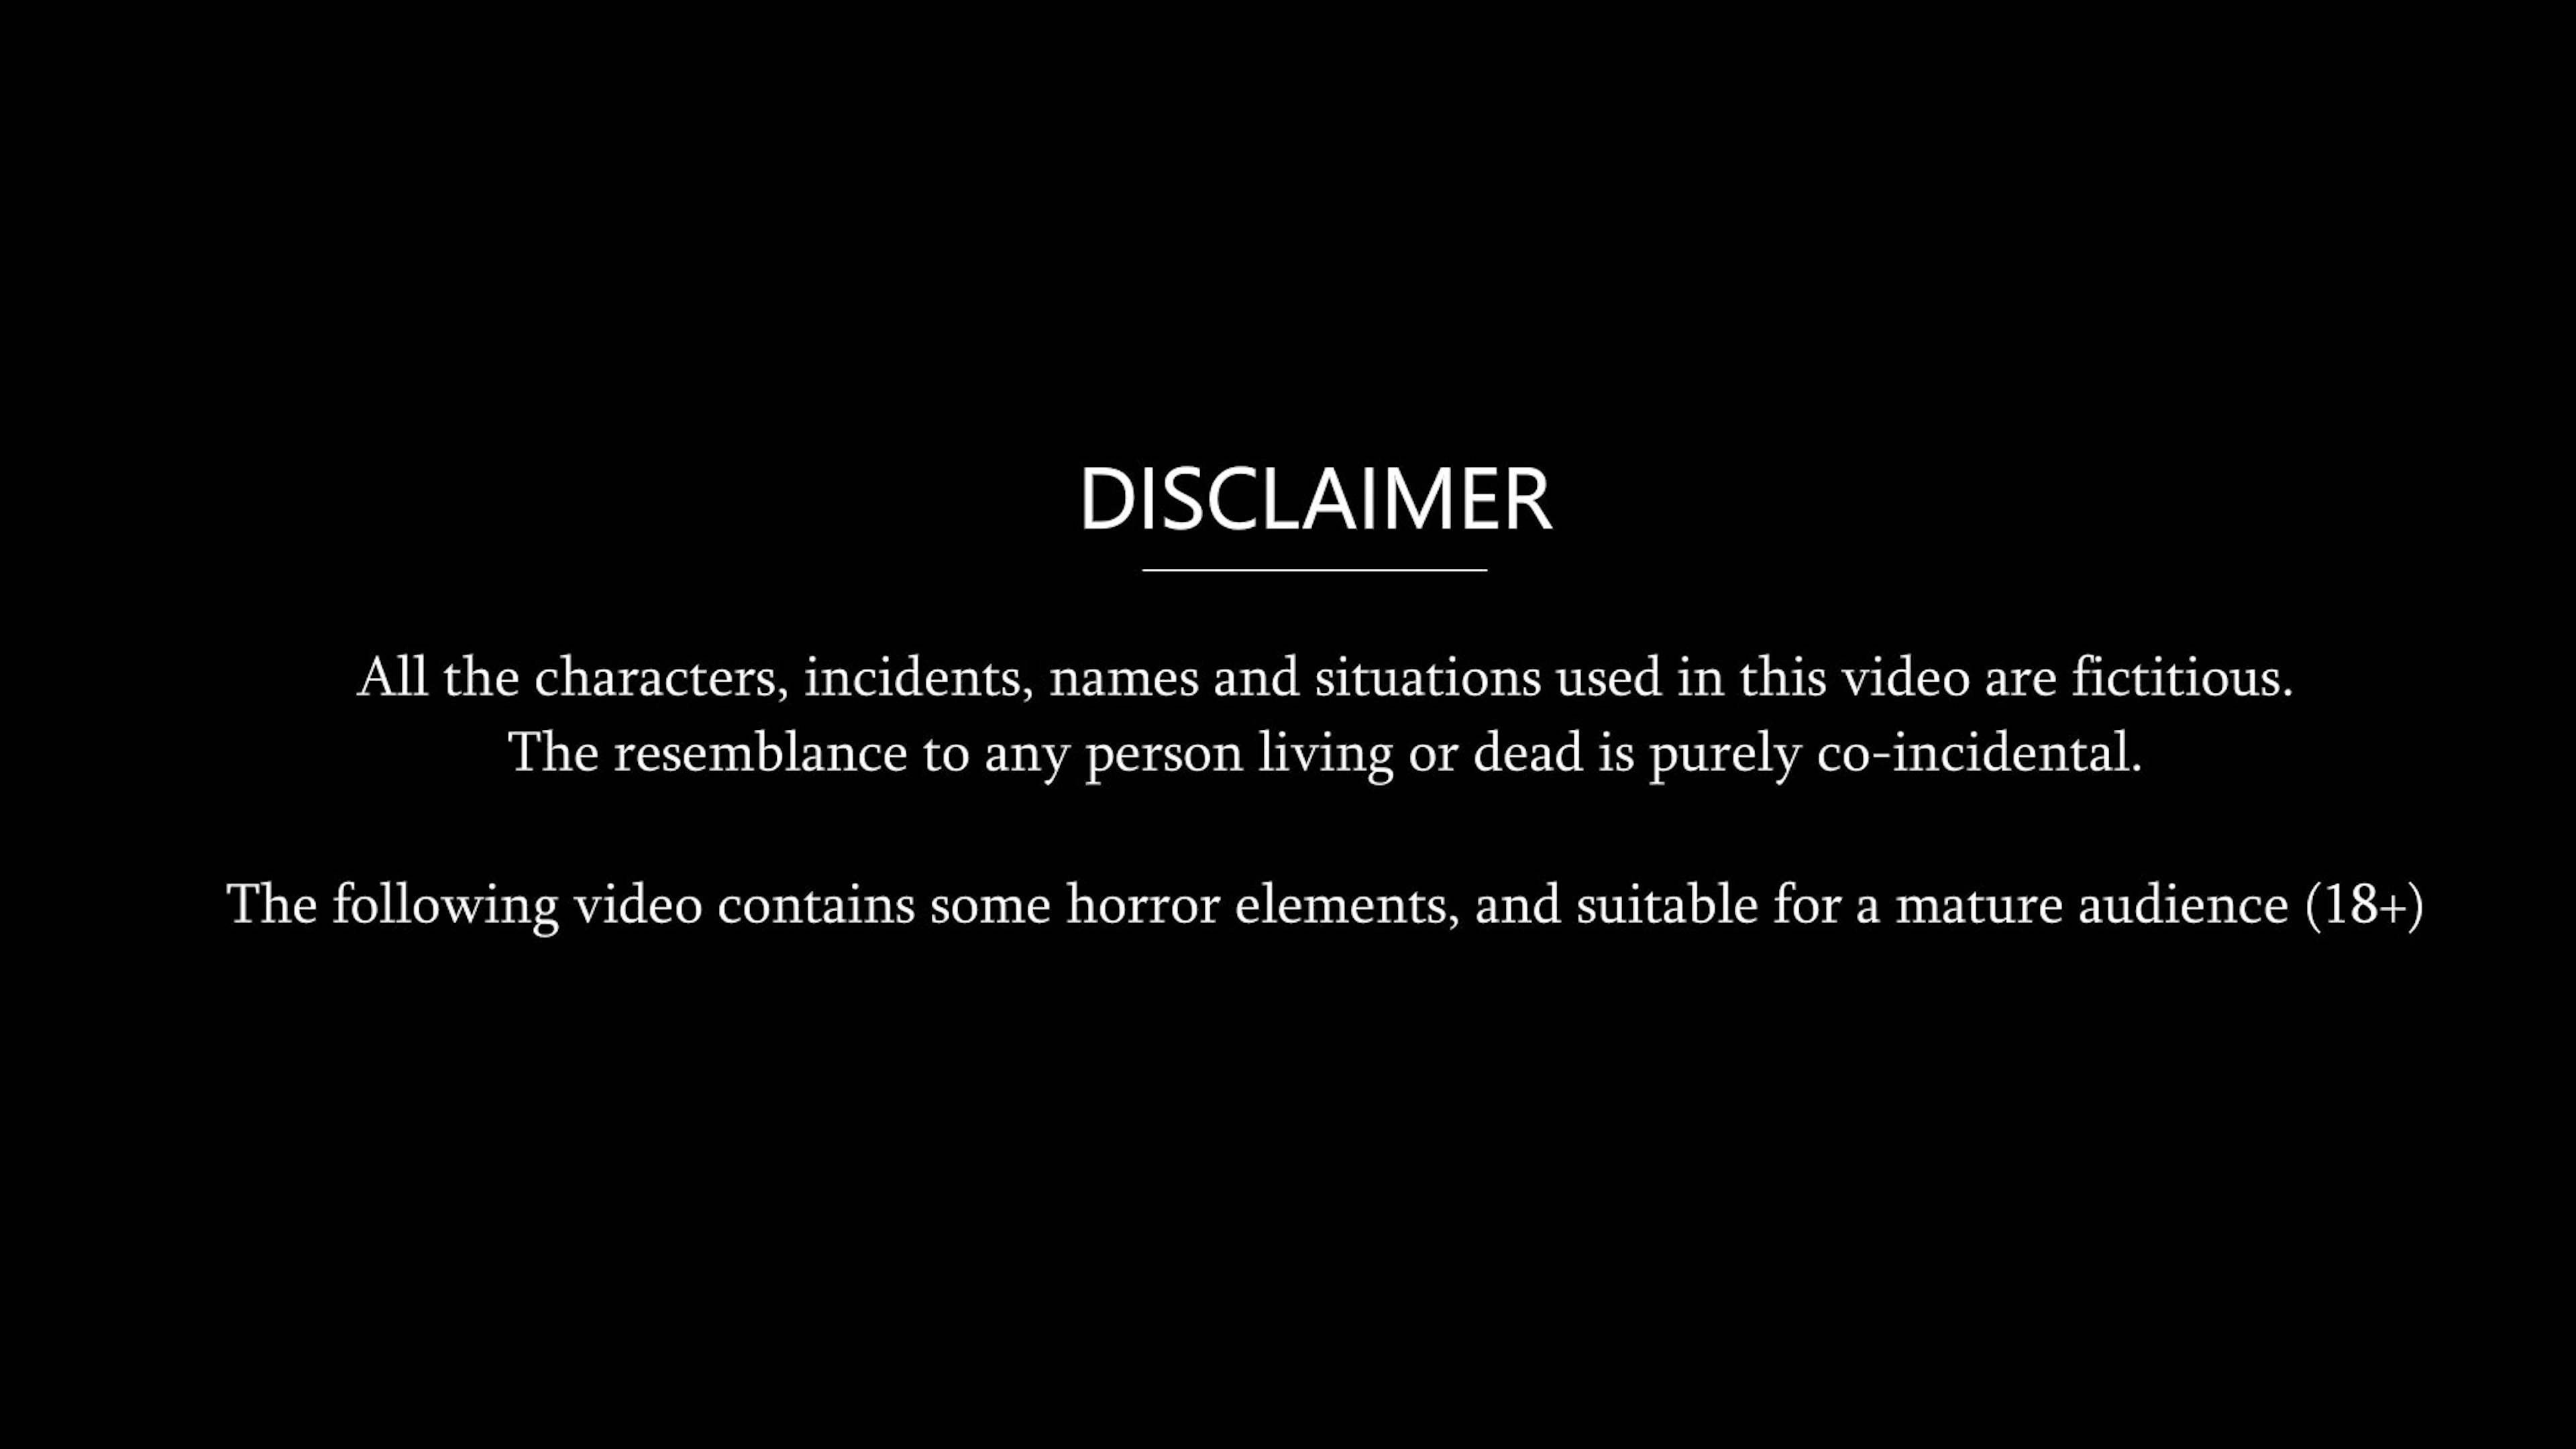 DISCLAIMER
All the characters, incidents, names and situations used in this video are fictitious.
The resemblance to any person living or dead is purely co-incidental.
The following video contains some horror elements, and suitable for a mature audience (18+)